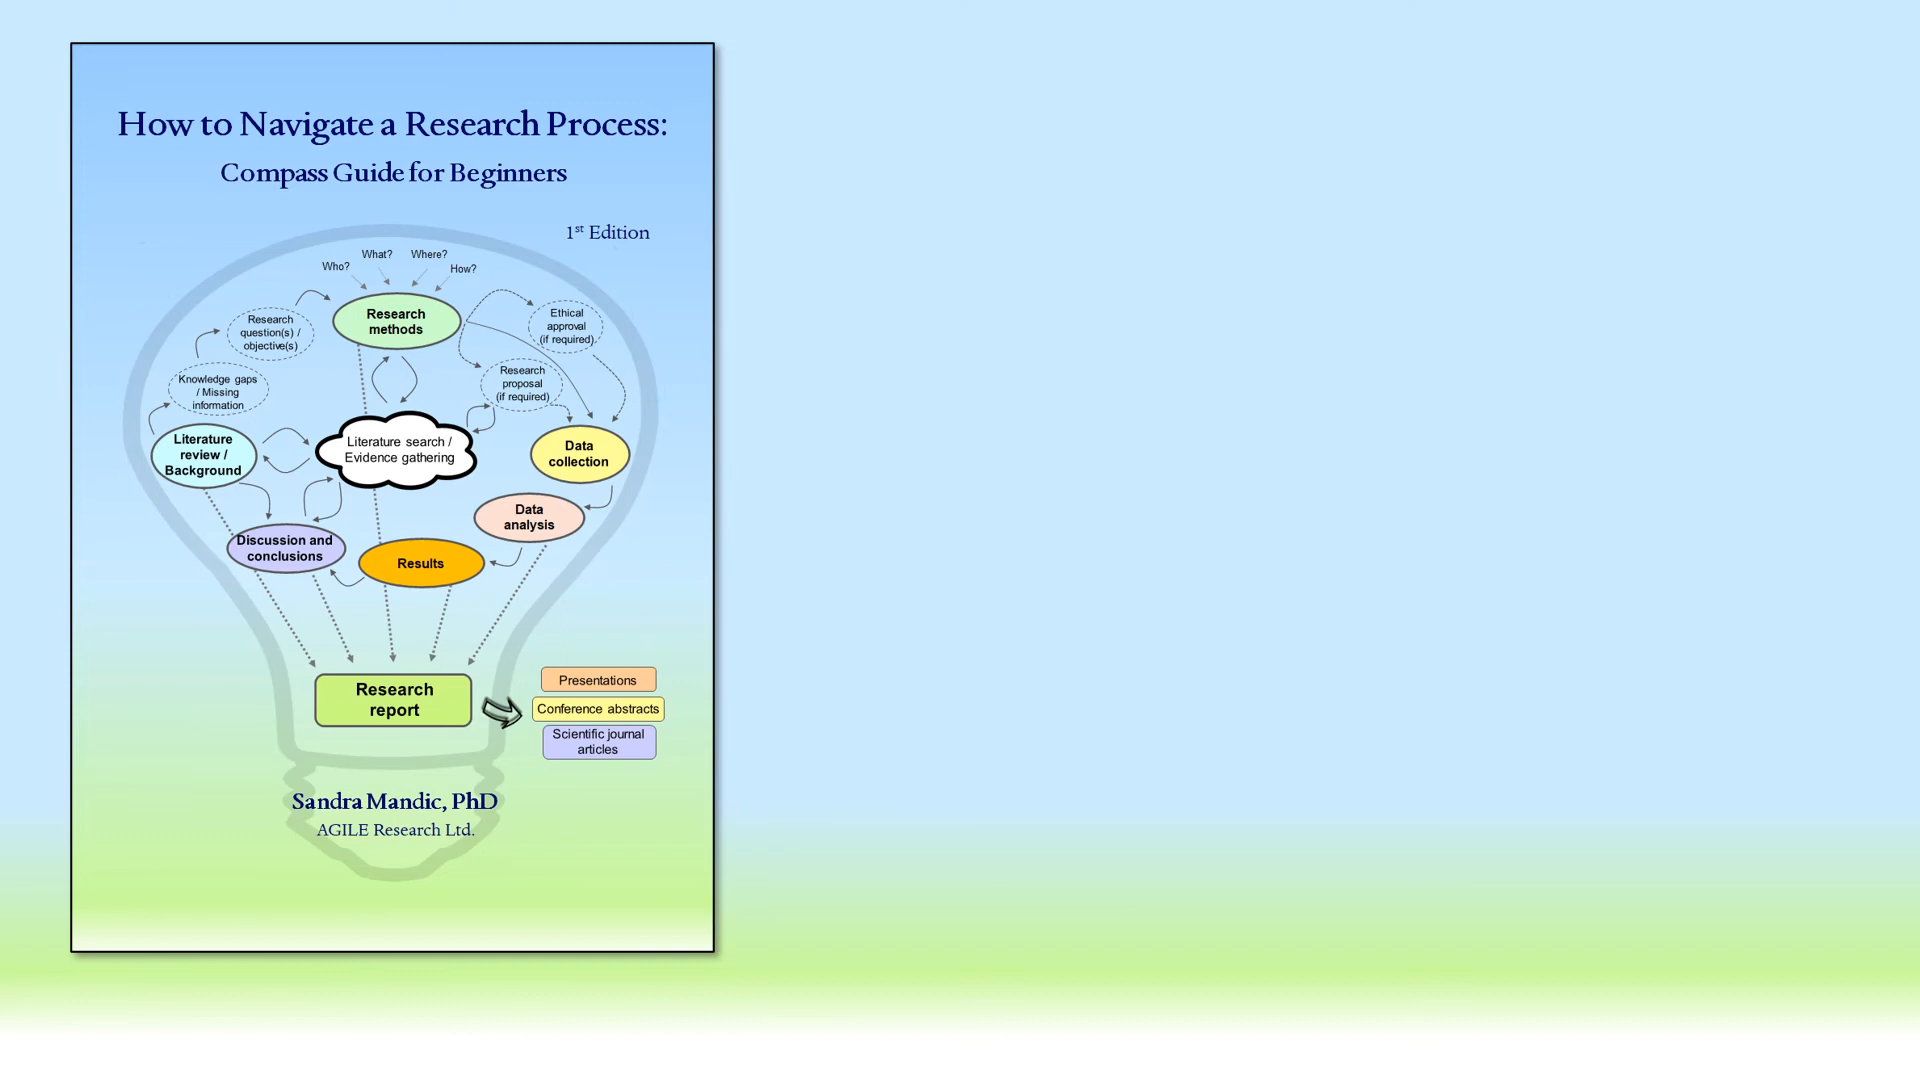 How to Navigate a Research Process:
Compass Guide for Beginners
1st Edition
What?
Where?
Who?
How?
Research
methods
Research
question(s) /
objective(s)
Ethical
approval
(if required)
Knowledge gaps
/ Missing
information
Research
proposal
(if required)
Literature
review /
Background
Literature search /
Evidence gathering
Data
collection
Data
analysis
Discussion and
conclusions
Results
Research
report
Presentations
Conference abstracts
Scientific journal
articles
Sandra Mandic, PhD
AGILE Research Ltd.